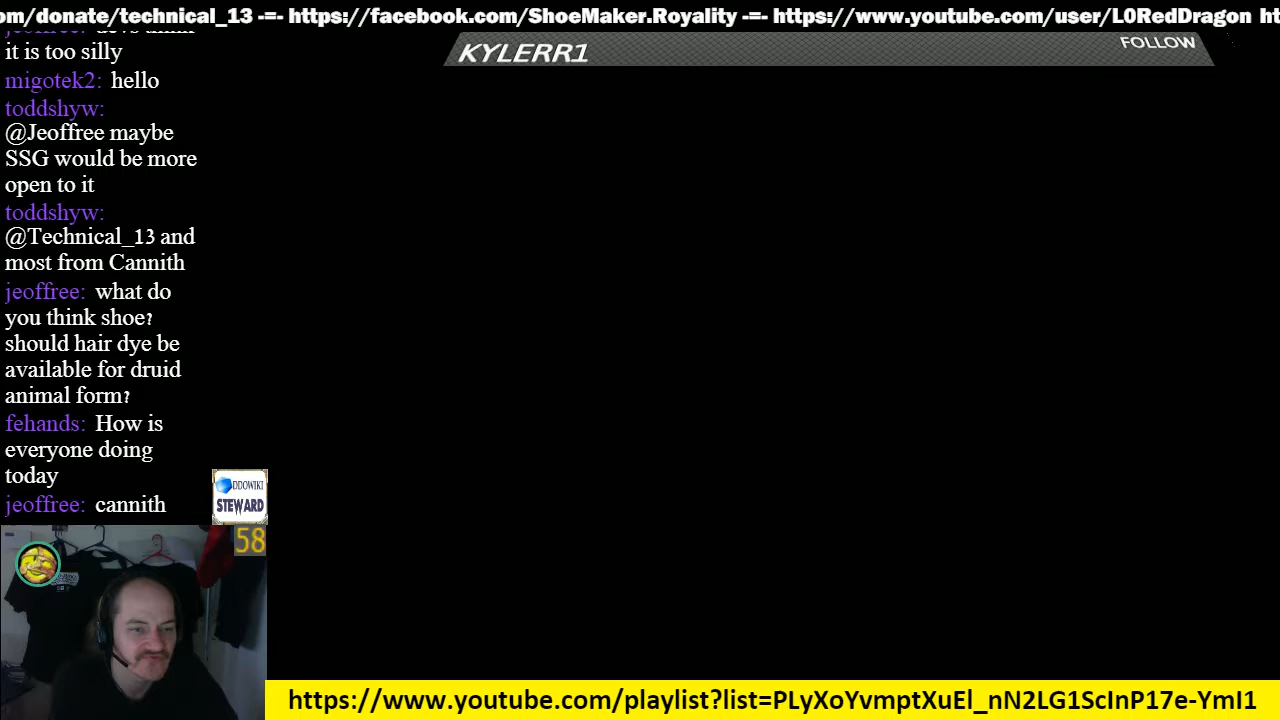 om/donate/technical_13 -=- https://facebook.com/ShoeMaker.Royality -=- https://www.youtube.com/user/L0RedDragon ht
KYLERR1
FOLLOW
jeoffree: devs think
it is too silly
migotek2: hello
toddshyw:
@Jeoffree maybe
SSG would be more
open to it
toddshyw:
@Technical_13 and
most from Cannith
jeoffree: what do
you think shoe?
should hair dye be
available for druid
animal form?
fehands: How is
everyone doing
today
jeoffree: cannith
DDOWIKI
STEWARD
58
https://www.youtube.com/playlist?list=PLyXoYvmptXuEl_nN2LG1ScInP17e-YmI1